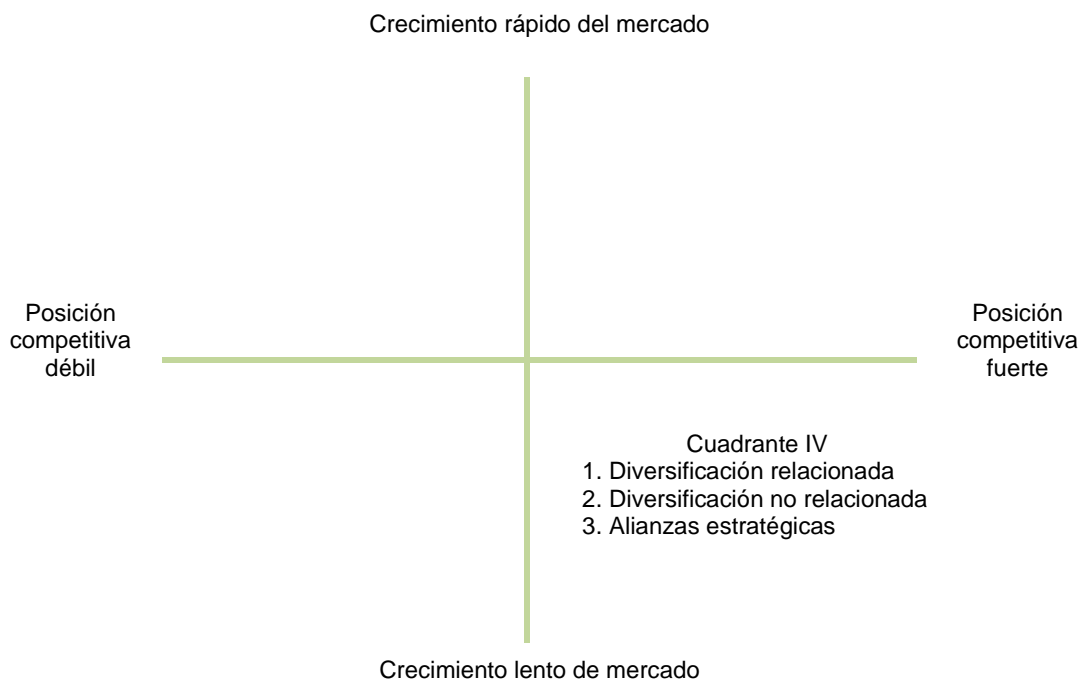 Crecimiento rápido del mercado
Posición
competitiva
débil
Posición
competitiva
fuerte
Cuadrante IV
1. Diversificación relacionada
2. Diversificación no relacionada
3. Alianzas estratégicas
Crecimiento lento de mercado